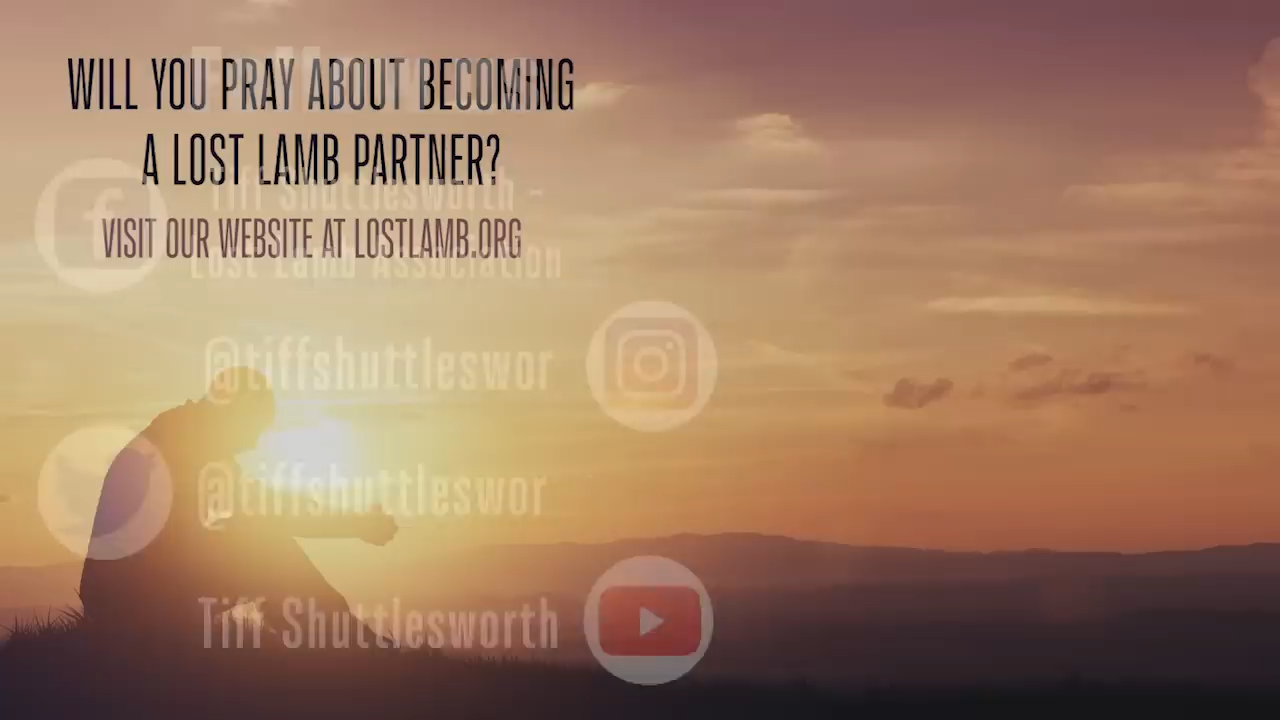 WILL YOU PRAY ABOUT BECOMING
A LOST LAMB PARTNER?
VISIT OUR WEBSITE AT LOSTLAMB.ORG
Tiff Shuttlesworth -
Lost Lamb Association
@tiffshuttleswor
@tiffshuttleswor
Tiff Shuttlesworth